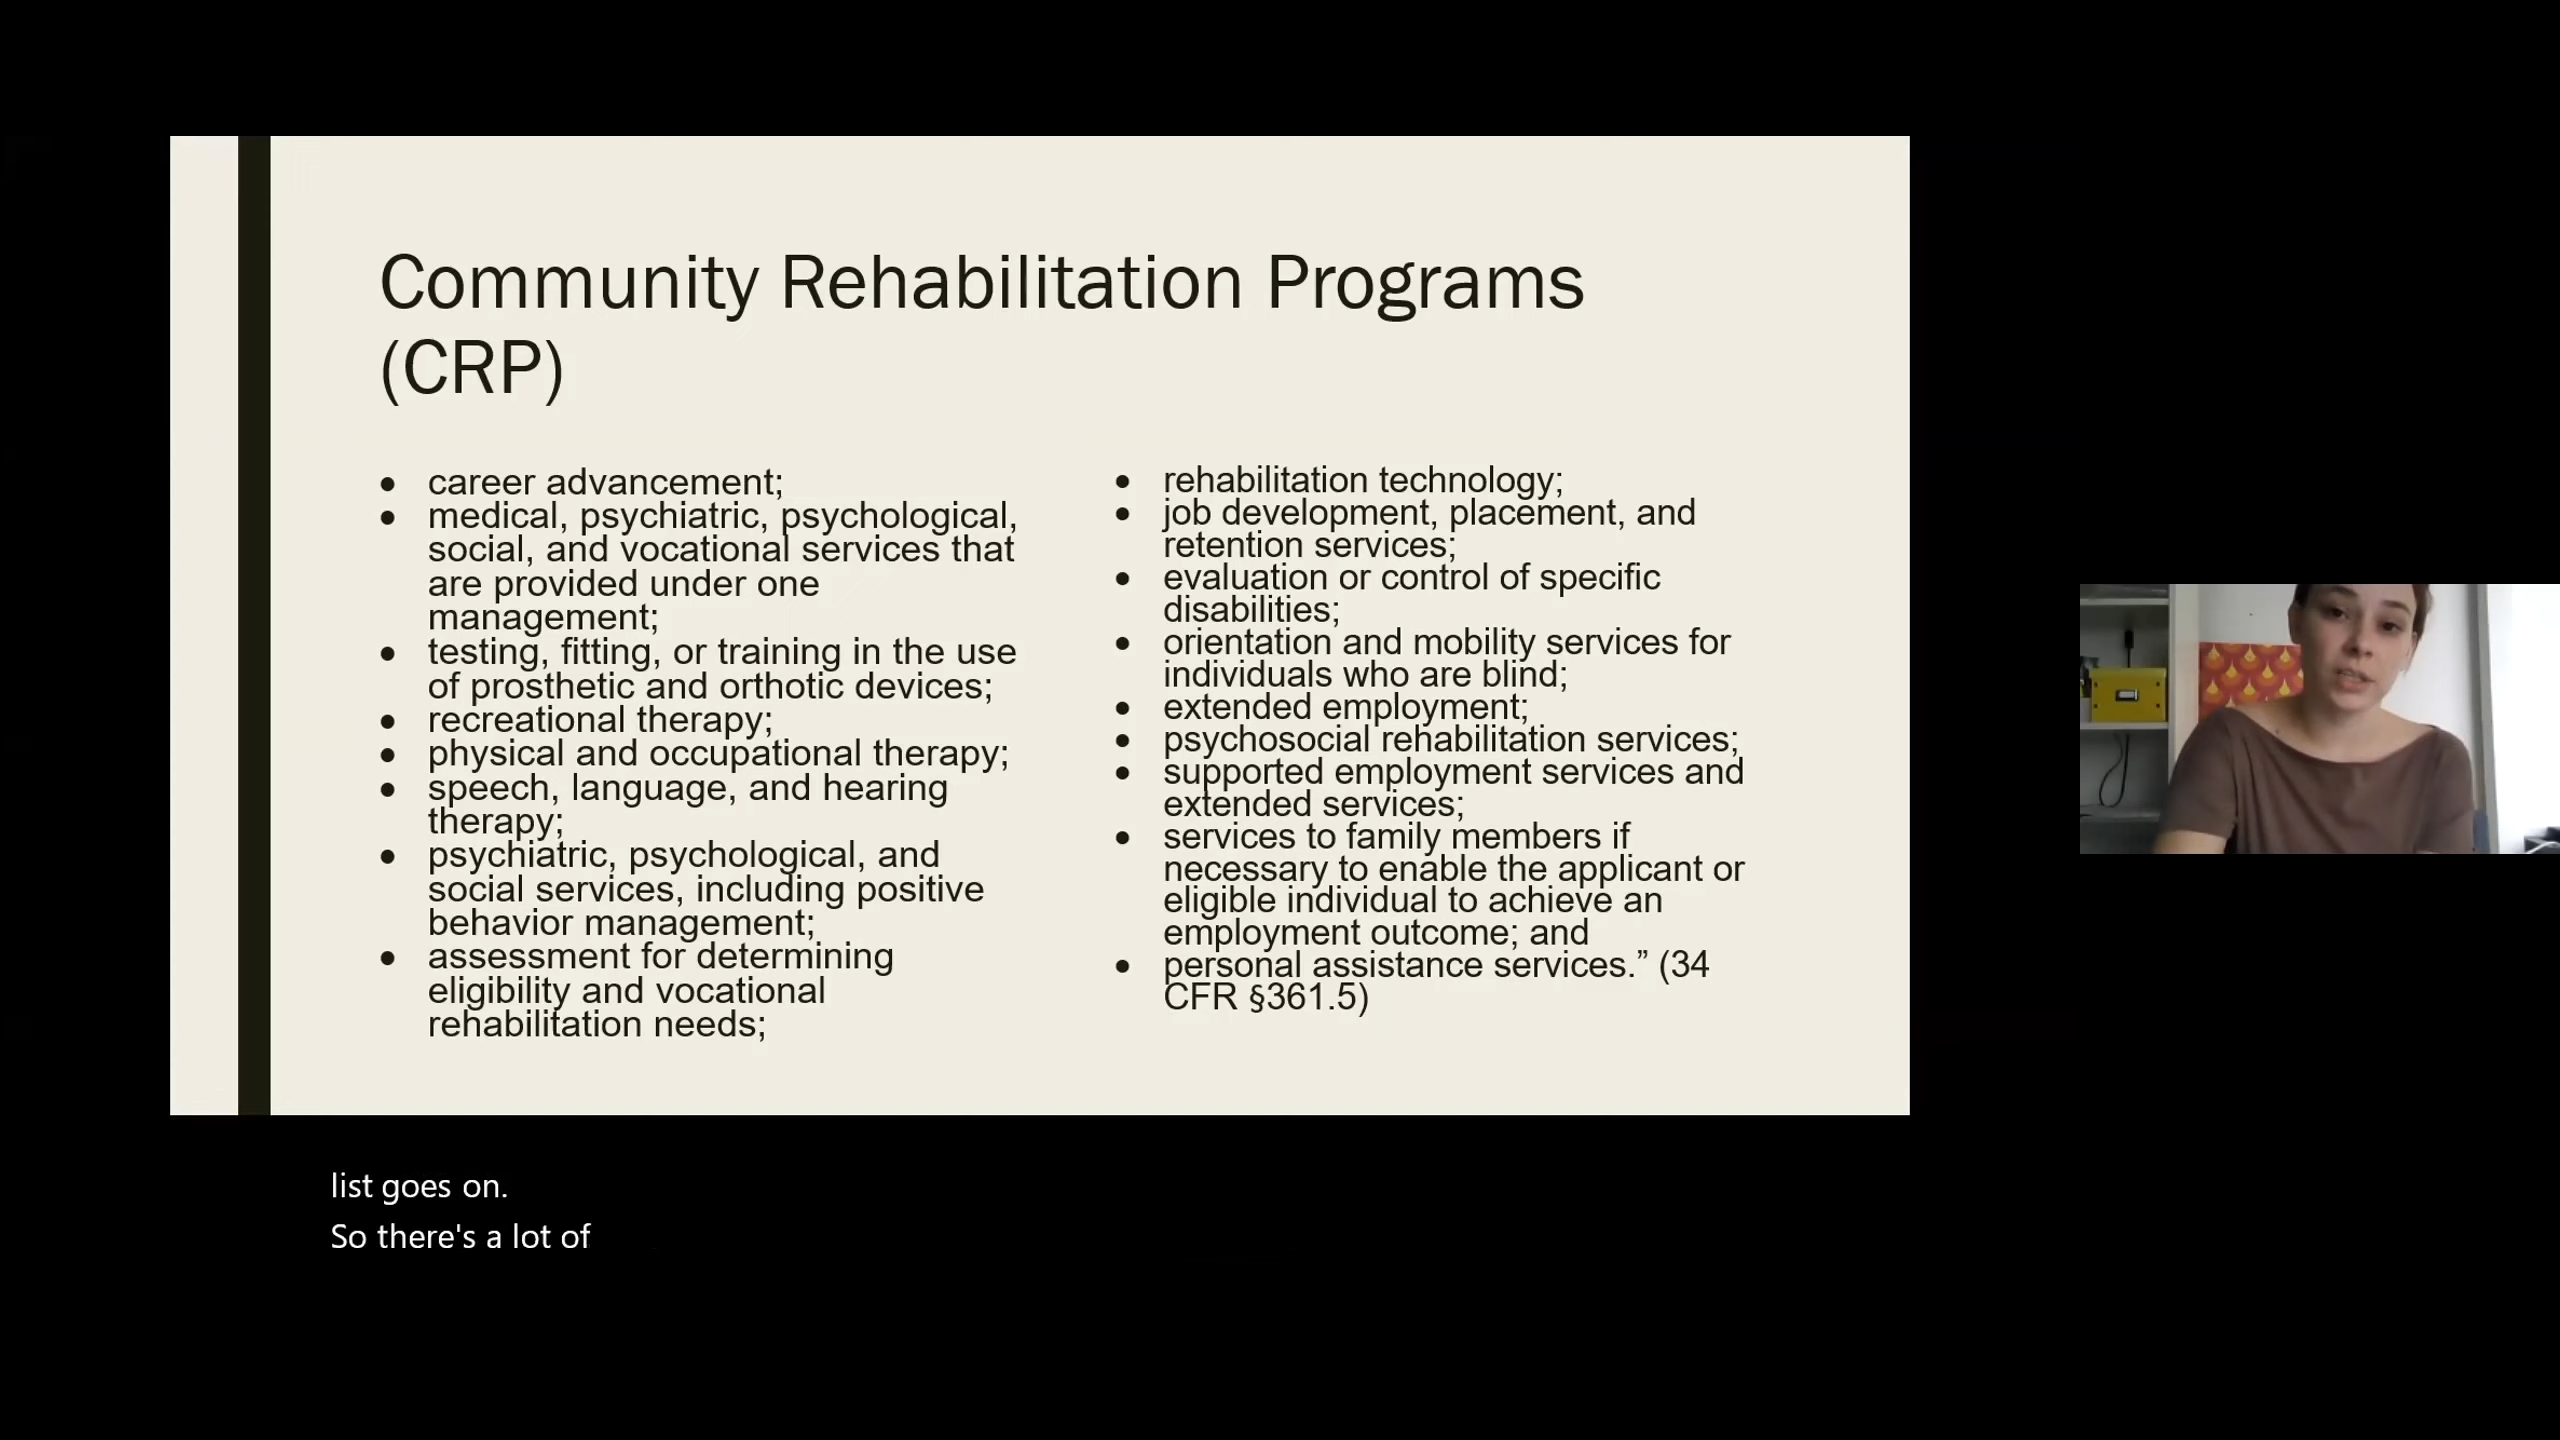 Community Rehabilitation Programs
(CRP)
● career advancement;
● medical, psychiatric, psychological,
social, and vocational services that
are provided under one
management;
● testing, fitting, or training in the use
of prosthetic and orthotic devices;
● recreational therapy;
● physical and occupational therapy;
● speech, language, and hearing
therapy;
● psychiatric, psychological, and
social services, including positive
behavior management;
● assessment for determining
eligibility and vocational
rehabilitation needs;
● rehabilitation technology;
● job development, placement, and
retention services;
● evaluation or control of specific
disabilities;
● orientation and mobility services for
individuals who are blind;
● extended employment;
● psychosocial rehabilitation services;
● supported employment services and
extended services;
● services to family members if
necessary to enable the applicant or
eligible individual to achieve an
employment outcome; and
● personal assistance services.” (34
CFR §361.5)
list goes on.
So there's a lot of